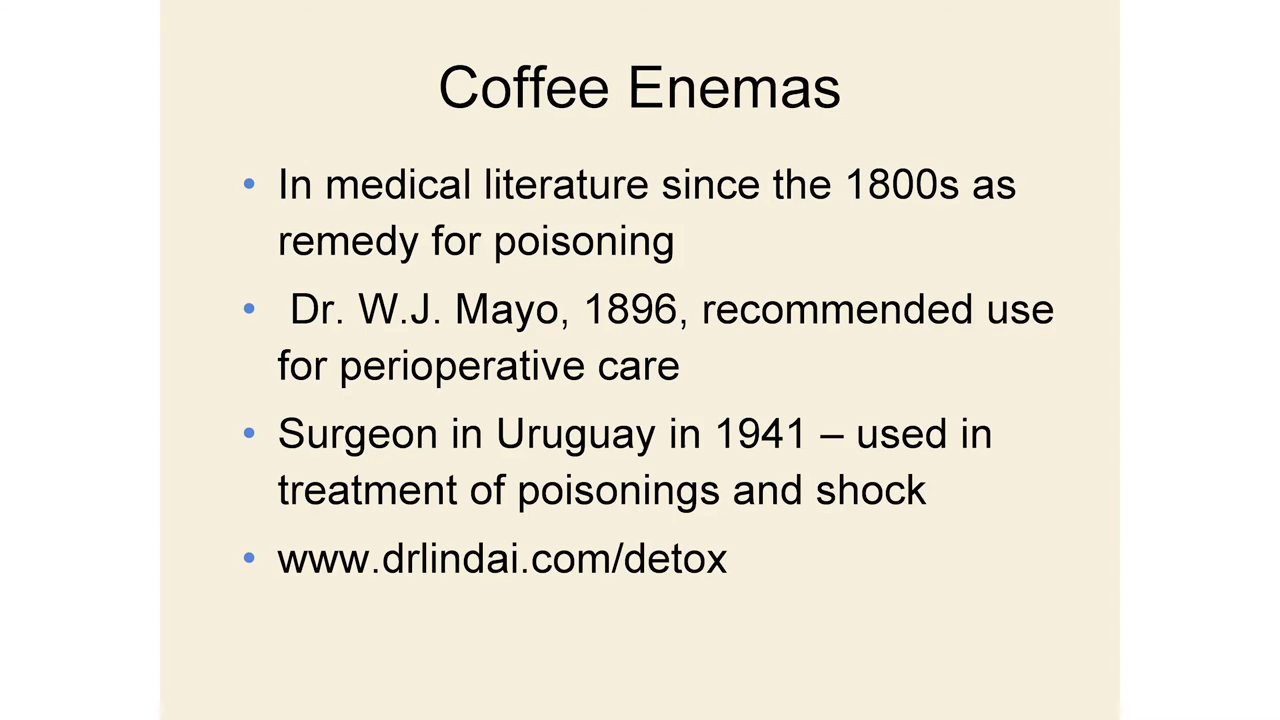 Coffee Enemas
• In medical literature since the 1800s as
remedy for poisoning
• Dr. W.J. Mayo, 1896, recommended use
for perioperative care
• Surgeon in Uruguay in 1941 – used in
treatment of poisonings and shock
• www.drlindai.com/detox